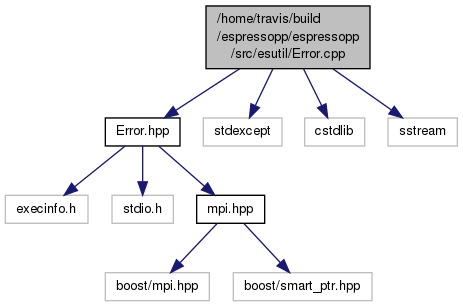 /home/travis/build
/espressopp/espressopp
/src/esutil/Error.cpp
Error.hpp
stdexcept
cstdlib
sstream
execinfo.h
stdio.h
mpi.hpp
boost/mpi.hpp
boost/smart_ptr.hpp